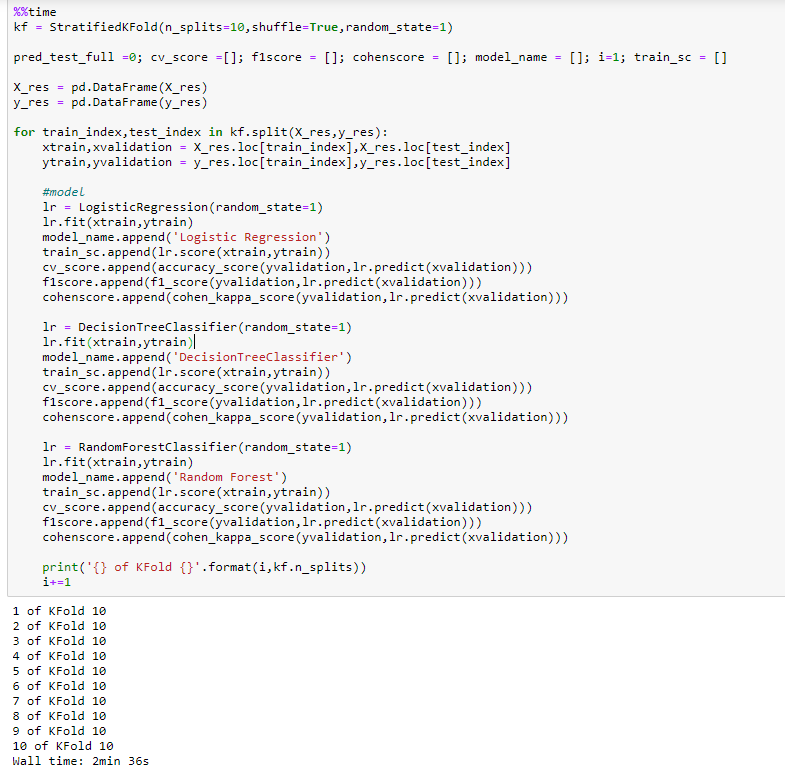 %%time
kf = StratifiedKFold(n_splits=10,shuffle=True,random_state=1)
pred_test_full =0; cv_score =[]; f1score = []; cohenscore = []; model_name = []; i=1; train_sc = []
X_res = pd.DataFrame(X_res)
y_res = pd.DataFrame(y_res)
for train_index,test_index in kf.split(X_res,y_res):
    xtrain,xvalidation = X_res.loc[train_index],X_res.loc[test_index]
    ytrain,yvalidation = y_res.loc[train_index],y_res.loc[test_index]
    #model
    lr = LogisticRegression(random_state=1)
    lr.fit(xtrain,ytrain)
    model_name.append('Logistic Regression')
    train_sc.append(lr.score(xtrain,ytrain))
    cv_score.append(accuracy_score(yvalidation,lr.predict(xvalidation)))
    f1score.append(f1_score(yvalidation,lr.predict(xvalidation)))
    cohenscore.append(cohen_kappa_score(yvalidation,lr.predict(xvalidation)))
    lr = DecisionTreeClassifier(random_state=1)
    lr.fit(xtrain,ytrain)
    model_name.append('DecisionTreeClassifier')
    train_sc.append(lr.score(xtrain,ytrain))
    cv_score.append(accuracy_score(yvalidation,lr.predict(xvalidation)))
    f1score.append(f1_score(yvalidation,lr.predict(xvalidation)))
    cohenscore.append(cohen_kappa_score(yvalidation,lr.predict(xvalidation)))
    lr = RandomForestClassifier(random_state=1)
    lr.fit(xtrain,ytrain)
    model_name.append('Random Forest')
    train_sc.append(lr.score(xtrain,ytrain))
    cv_score.append(accuracy_score(yvalidation,lr.predict(xvalidation)))
    f1score.append(f1_score(yvalidation,lr.predict(xvalidation)))
    cohenscore.append(cohen_kappa_score(yvalidation,lr.predict(xvalidation)))
    print('{} of KFold {}'.format(i,kf.n_splits))
    i+=1
1 of KFold 10
2 of KFold 10
3 of KFold 10
4 of KFold 10
5 of KFold 10
6 of KFold 10
7 of KFold 10
8 of KFold 10
9 of KFold 10
10 of KFold 10
Wall time: 2min 36s